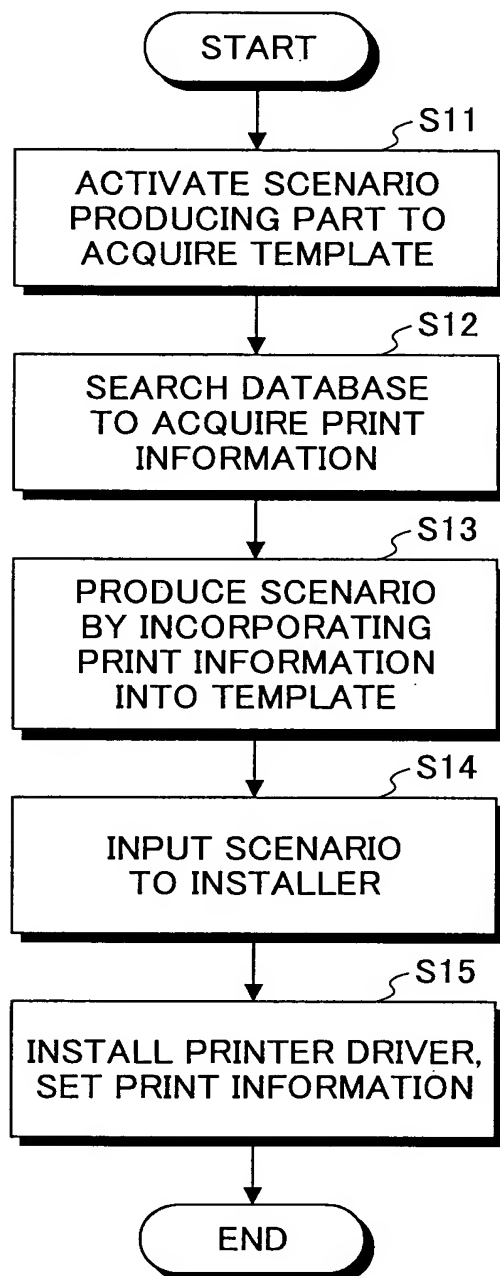 START
S11
ACTIVATE SCENARIO
PRODUCING PART TO
ACQUIRE TEMPLATE
S12
SEARCH DATABASE
TO ACQUIRE PRINT
INFORMATION
S13
PRODUCE SCENARIO
BY INCORPORATING
PRINT INFORMATION
INTO TEMPLATE
S14
INPUT SCENARIO
TO INSTALLER
S15
INSTALL PRINTER DRIVER,
SET PRINT INFORMATION
END